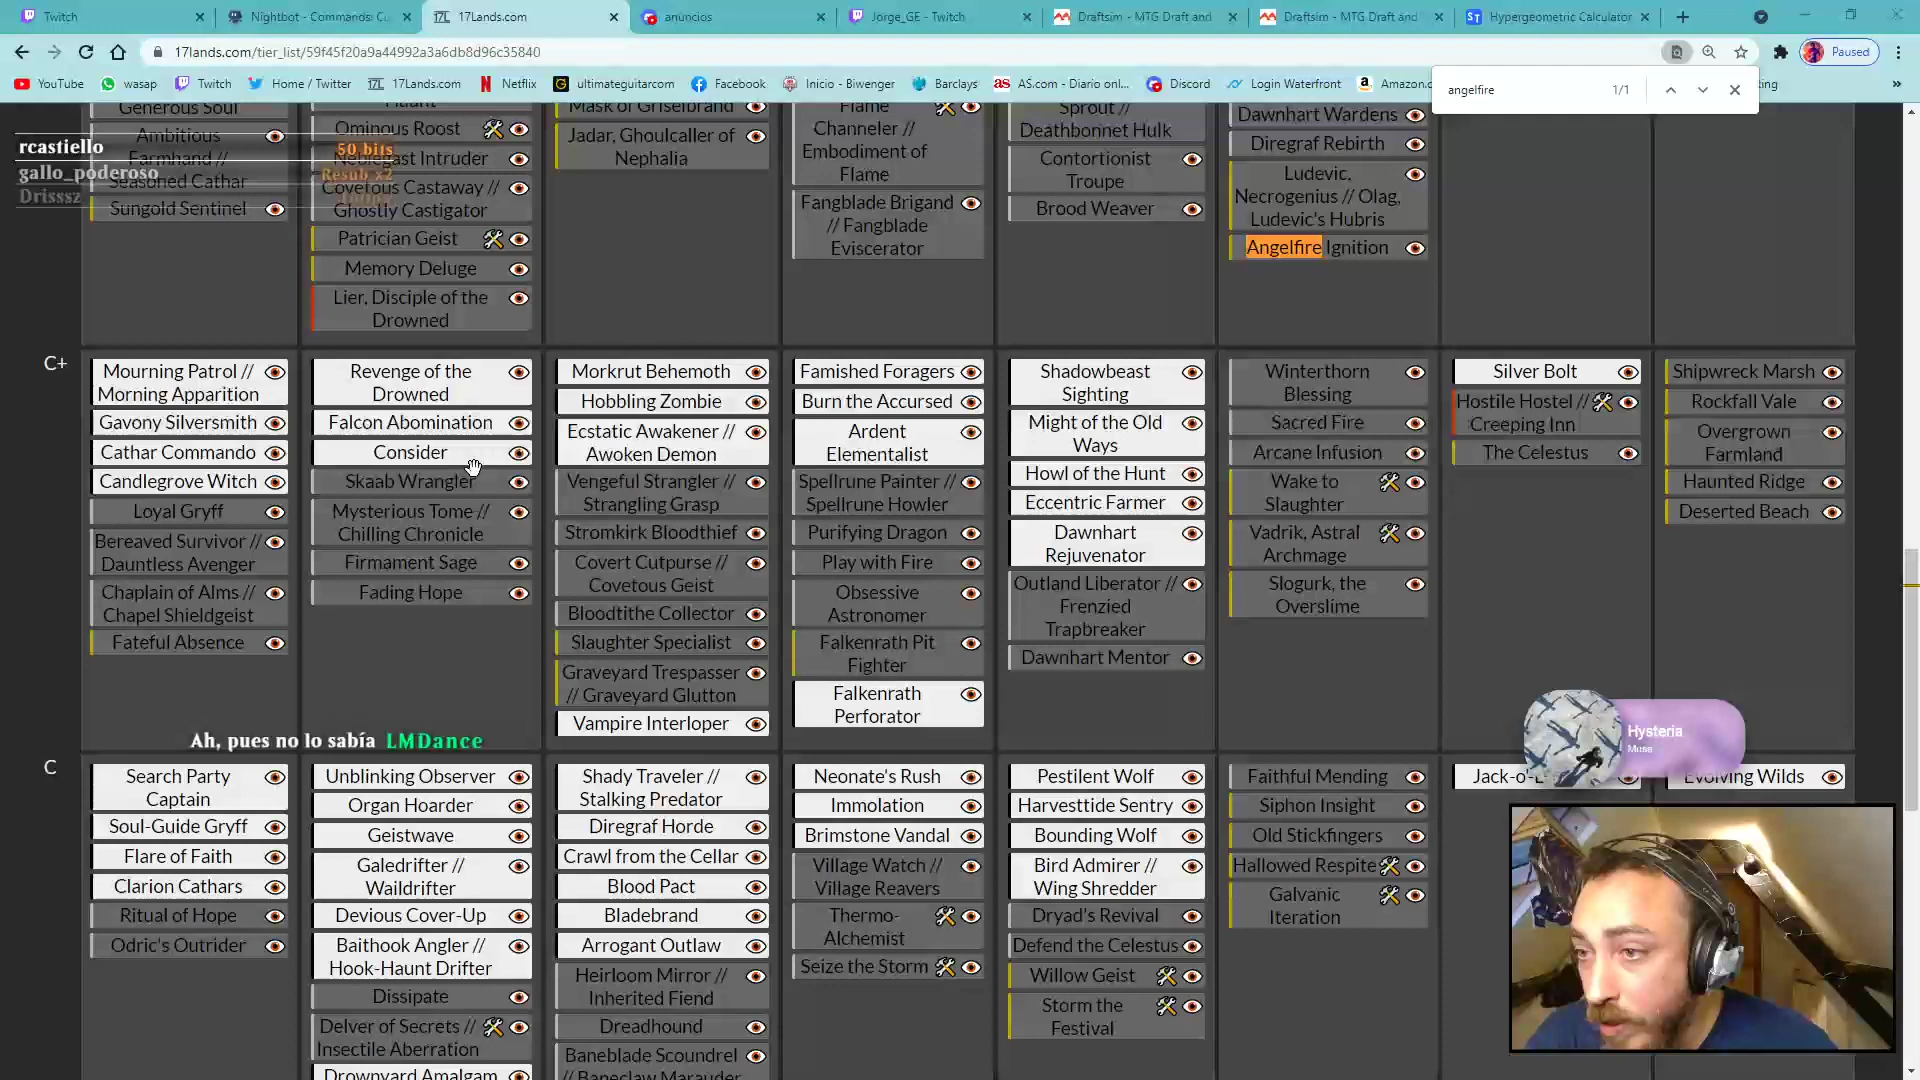 Twitch
Nightbot - Commands: Cu
17Lands.com
anuncios
Jorge_GE - Twitch
Draftsim - MTG Draft and
Draftsim - MTG Draft and
Hypergeometric Calculator
17lands.com/tier_list/59f45f20a9a44992a3a6db8d96c35840
Paused
YouTube
wasap
Twitch
Home / Twitter
17Lands.com
Netflix
ultimateguitarcom
Facebook
Inicio - Biwenger
Barclays
AS.com - Diario onl...
Discord
Login Waterfront
Amazon.c
king
angelfire
1/1
rcastiello
50 bits
gallo_poderoso
Resub x2
Drisssz
Generous Soul
Ambitious
Farmhand //
Seasoned Cathar
Sungold Sentinel
Ominous Roost
Nebelgast Intruder
Covetous Castaway //
Ghostly Castigator
Patrician Geist
Memory Deluge
Lier, Disciple of the
Drowned
Mask of Griselbrand
Jadar, Ghoulcaller of
Nephalia
Flame
Channeler //
Embodiment of
Flame
Fangblade Brigand
// Fangblade
Eviscerator
Sprout //
Deathbonnet Hulk
Contortionist
Troupe
Brood Weaver
Dawnhart Wardens
Diregraf Rebirth
Ludevic,
Necrogenius // Olag,
Ludevic's Hubris
Angelfire Ignition
C+
Mourning Patrol //
Morning Apparition
Gavony Silversmith
Cathar Commando
Candlegrove Witch
Loyal Gryff
Bereaved Survivor //
Dauntless Avenger
Chaplain of Alms //
Chapel Shieldgeist
Fateful Absence
Revenge of the
Drowned
Falcon Abomination
Consider
Skaab Wrangler
Mysterious Tome //
Chilling Chronicle
Firmament Sage
Fading Hope
Morkrut Behemoth
Hobbling Zombie
Ecstatic Awakener //
Awoken Demon
Vengeful Strangler //
Strangling Grasp
Stromkirk Bloodthief
Covert Cutpurse //
Covetous Geist
Bloodtithe Collector
Slaughter Specialist
Graveyard Trespasser
// Graveyard Glutton
Vampire Interloper
Famished Foragers
Burn the Accursed
Ardent
Elementalist
Spellrune Painter //
Spellrune Howler
Purifying Dragon
Play with Fire
Obsessive
Astronomer
Falkenrath Pit
Fighter
Falkenrath
Perforator
Shadowbeast
Sighting
Might of the Old
Ways
Howl of the Hunt
Eccentric Farmer
Dawnhart
Rejuvenator
Outland Liberator //
Frenzied
Trapbreaker
Dawnhart Mentor
Winterthorn
Blessing
Sacred Fire
Arcane Infusion
Wake to
Slaughter
Vadrik, Astral
Archmage
Slogurk, the
Overslime
Silver Bolt
Hostile Hostel //
Creeping Inn
The Celestus
Shipwreck Marsh
Rockfall Vale
Overgrown
Farmland
Haunted Ridge
Deserted Beach
Ah, pues no lo sabía LMDance
Hysteria
Muse
C
Search Party
Captain
Soul-Guide Gryff
Flare of Faith
Clarion Cathars
Ritual of Hope
Odric's Outrider
Unblinking Observer
Organ Hoarder
Geistwave
Galedrifter //
Waildrifter
Devious Cover-Up
Baithook Angler //
Hook-Haunt Drifter
Dissipate
Delver of Secrets //
Insectile Aberration
Drownyard Amalgam
Shady Traveler //
Stalking Predator
Diregraf Horde
Crawl from the Cellar
Blood Pact
Bladebrand
Arrogant Outlaw
Heirloom Mirror //
Inherited Fiend
Dreadhound
Baneblade Scoundrel
// Baneclaw Marauder
Neonate's Rush
Immolation
Brimstone Vandal
Village Watch //
Village Reavers
Thermo-
Alchemist
Seize the Storm
Pestilent Wolf
Harvesttide Sentry
Bounding Wolf
Bird Admirer //
Wing Shredder
Dryad's Revival
Defend the Celestus
Willow Geist
Storm the
Festival
Faithful Mending
Siphon Insight
Old Stickfingers
Hallowed Respite
Galvanic
Iteration
Jack-o'-L
Evolving Wilds